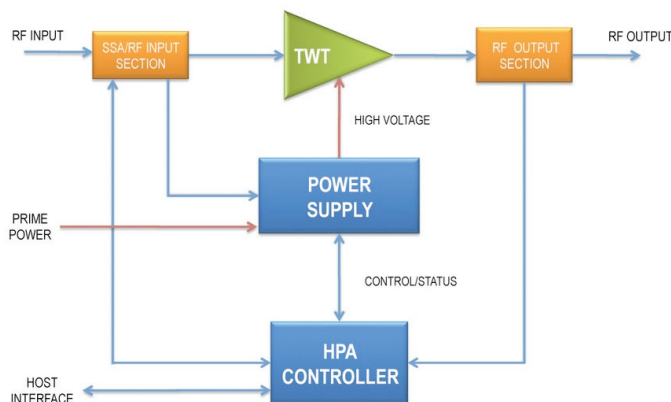 RF INPUT
SSA/RF INPUT
SECTION
TWT
RF OUTPUT
SECTION
RF OUTPUT
HIGH VOLTAGE
POWER
SUPPLY
PRIME
POWER
CONTROL/STATUS
HPA
CONTROLLER
HOST
INTERFACE